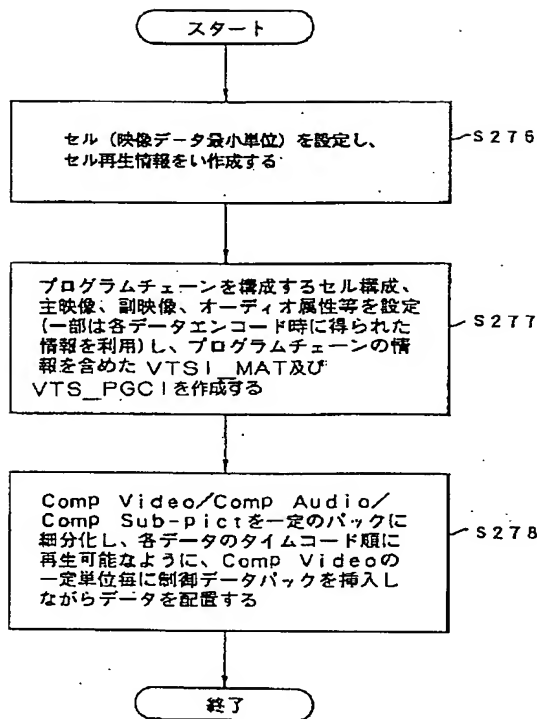 スタート
セル（映像データ最小単位）を設定し、
セル再生情報をい作成する
S276
プログラムチェーンを構成するセル構成、
主映像、副映像、オーディオ属性等を設定
(一部は各データエンコード時に得られた
情報を利用)し、プログラムチェーンの情
報を含めた VTSI_MAT及び
VTS_PGCIを作成する
S277
Comp Video/Comp Audio/
Comp Sub-pictを一定のパックに
細分化し、各データのタイムコード順に
再生可能なように、Comp Videoの
一定単位毎に制御データパックを挿入し
ながらデータを配置する
S278
終了